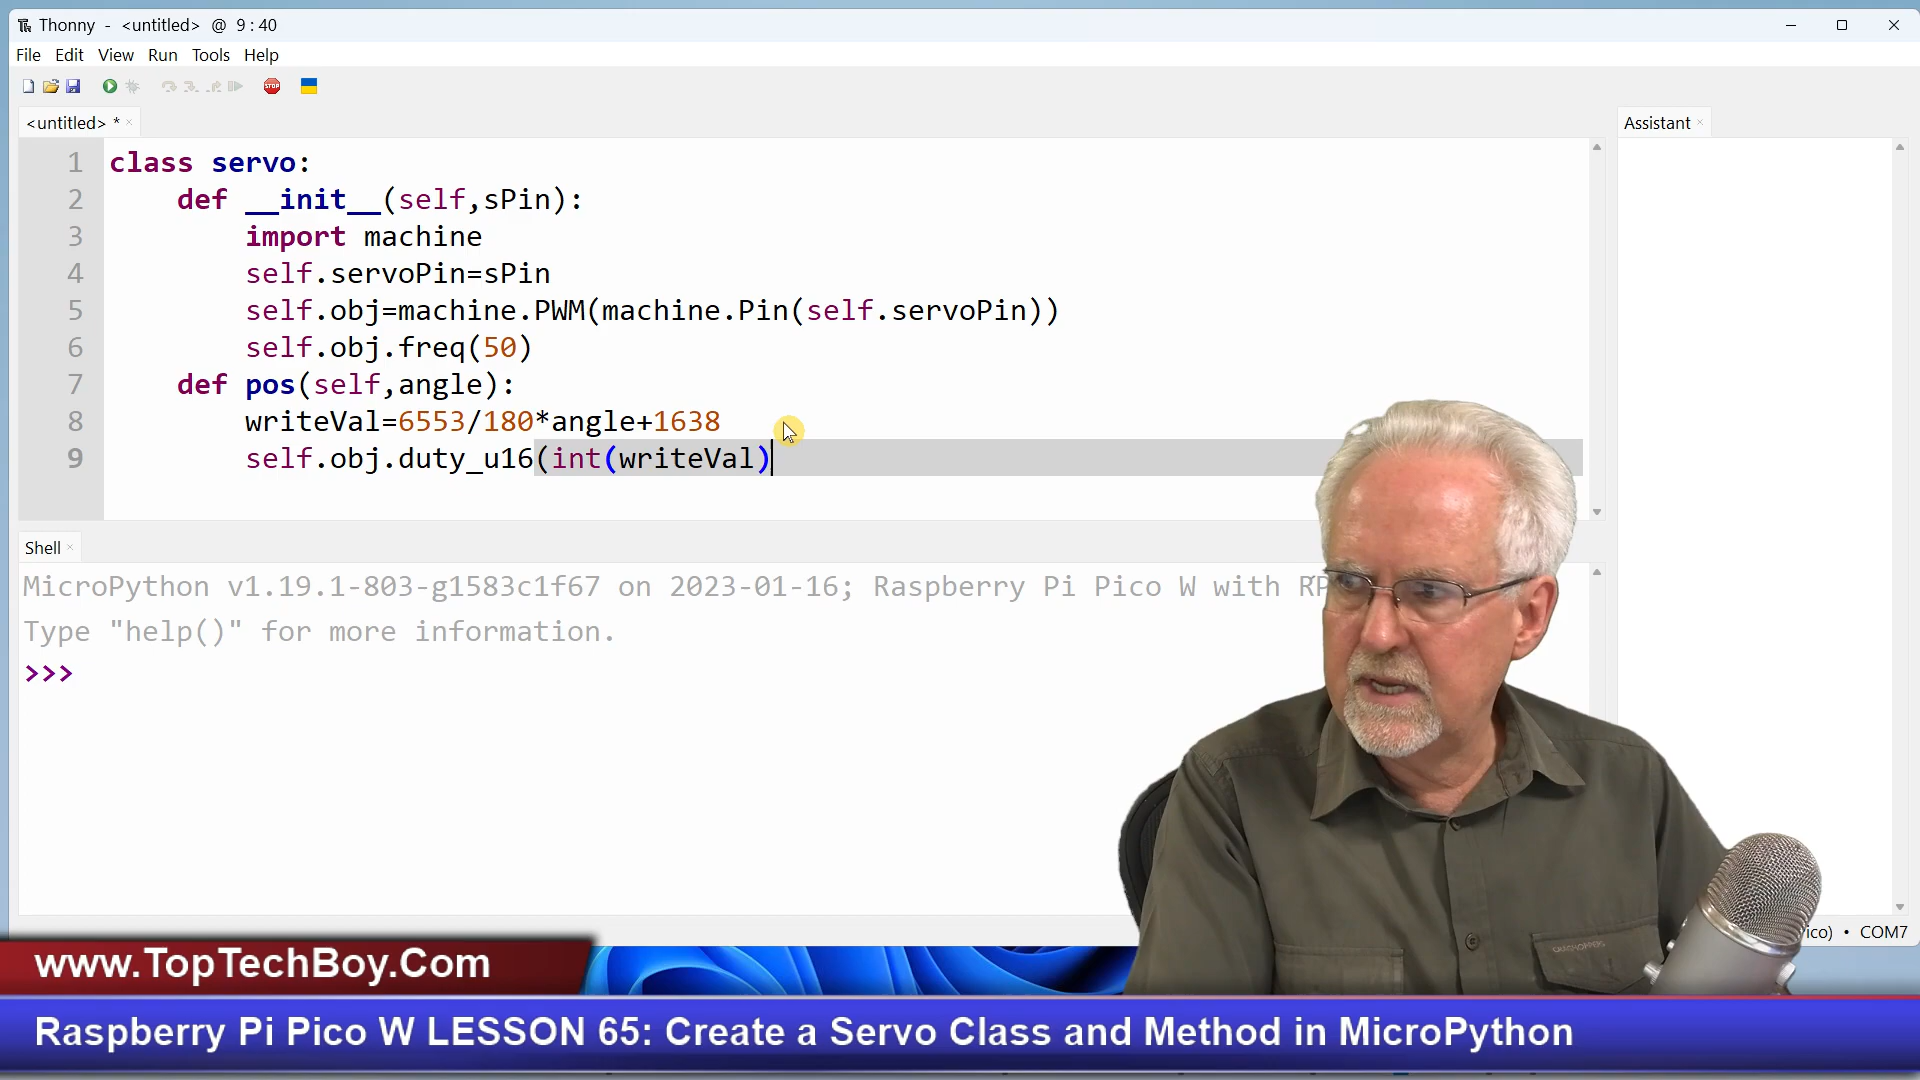 Thonny - <untitled> @ 9 : 40
File Edit View Run Tools Help
STOP
<untitled> *
Assistant
1 class servo:
2     def __init__(self,sPin):
3         import machine
4         self.servoPin=sPin
5         self.obj=machine.PWM(machine.Pin(self.servoPin))
6         self.obj.freq(50)
7     def pos(self,angle):
8         writeVal=6553/180*angle+1638
9         self.obj.duty_u16(int(writeVal)
Shell
MicroPython v1.19.1-803-g1583c1f67 on 2023-01-16; Raspberry Pi Pico W with RP
Type "help()" for more information.
>>>
ico) • COM7
www.TopTechBoy.Com
Raspberry Pi Pico W LESSON 65: Create a Servo Class and Method in MicroPython